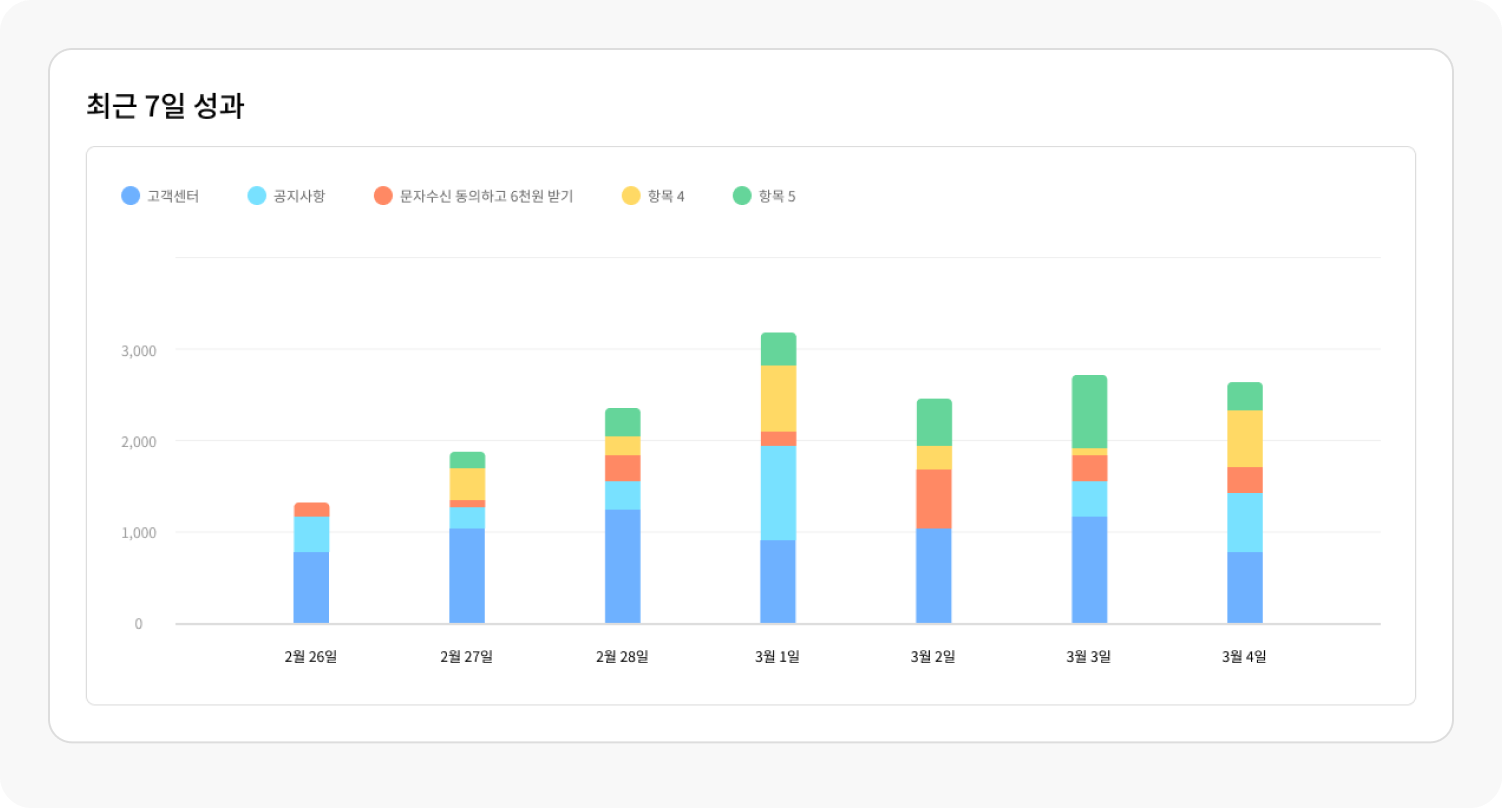 최근 7일 성과
고객센터 공지사항 문자수신 동의하고 6천원 받기 항목 4 항목 5
3,000
2,000
1,000
0
2월 26일 2월 27일 2월 28일 3월 1일 3월 2일 3월 3일 3월 4일